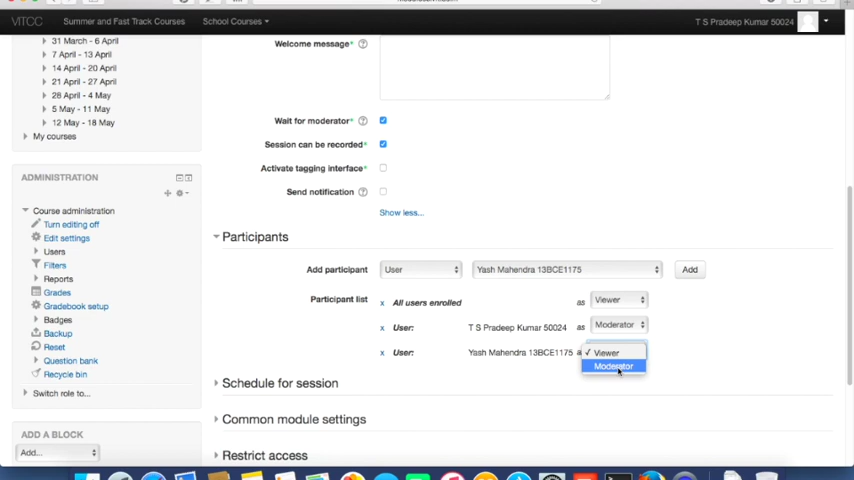 VITCC Summer and Fast Track Courses School Courses T S Pradeep Kumar 50024
31 March - 6 April
7 April - 13 April
14 April - 20 April
21 April - 27 April
28 April - 4 May
5 May - 11 May
12 May - 18 May
My courses
ADMINISTRATION
Course administration
Turn editing off
Edit settings
Users
Filters
Reports
Grades
Gradebook setup
Badges
Backup
Reset
Question bank
Recycle bin
Switch role to...
ADD A BLOCK
Add...
Welcome message*
Wait for moderator*
Session can be recorded*
Activate tagging interface*
Send notification
Show less...
Participants
Add participant User Yash Mahendra 13BCE1175 Add
Participant list x All users enrolled as Viewer
x User: T S Pradeep Kumar 50024 as Moderator
x User: Yash Mahendra 13BCE1175 a ✓ Viewer
Moderator
Schedule for session
Common module settings
Restrict access